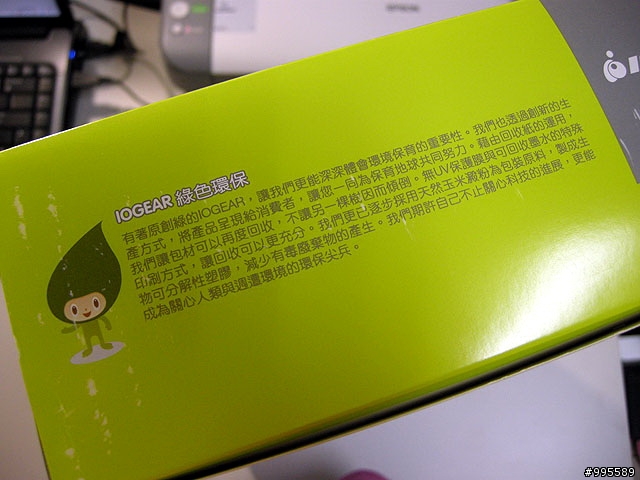 IOGEAR 綠色環保
有著原創綠的IOGEAR，讓我們更能深深體會環境保育的重要性。我們也透過創新的生
產方式，將產品呈現給消費者，讓您一同為保育地球共同努力。藉由回收紙的運用，
我們讓包材可以再度回收，不讓另一棵樹因而傾倒。無UV保護膜與可回收墨水的特殊
印刷方式，讓回收可以更充分。我們更已逐步採用天然玉米澱粉為包裝原料，製成生
物可分解性塑膠，減少有毒廢棄物的產生。我們期許自己不止關心科技的進展，更能
成為關心人類與週遭環境的環保尖兵。
#995589